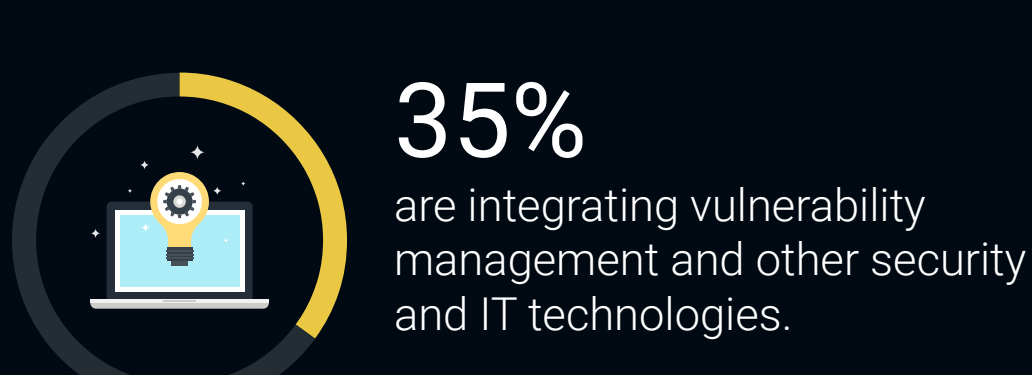 35%
are integrating vulnerability
management and other security
and IT technologies.